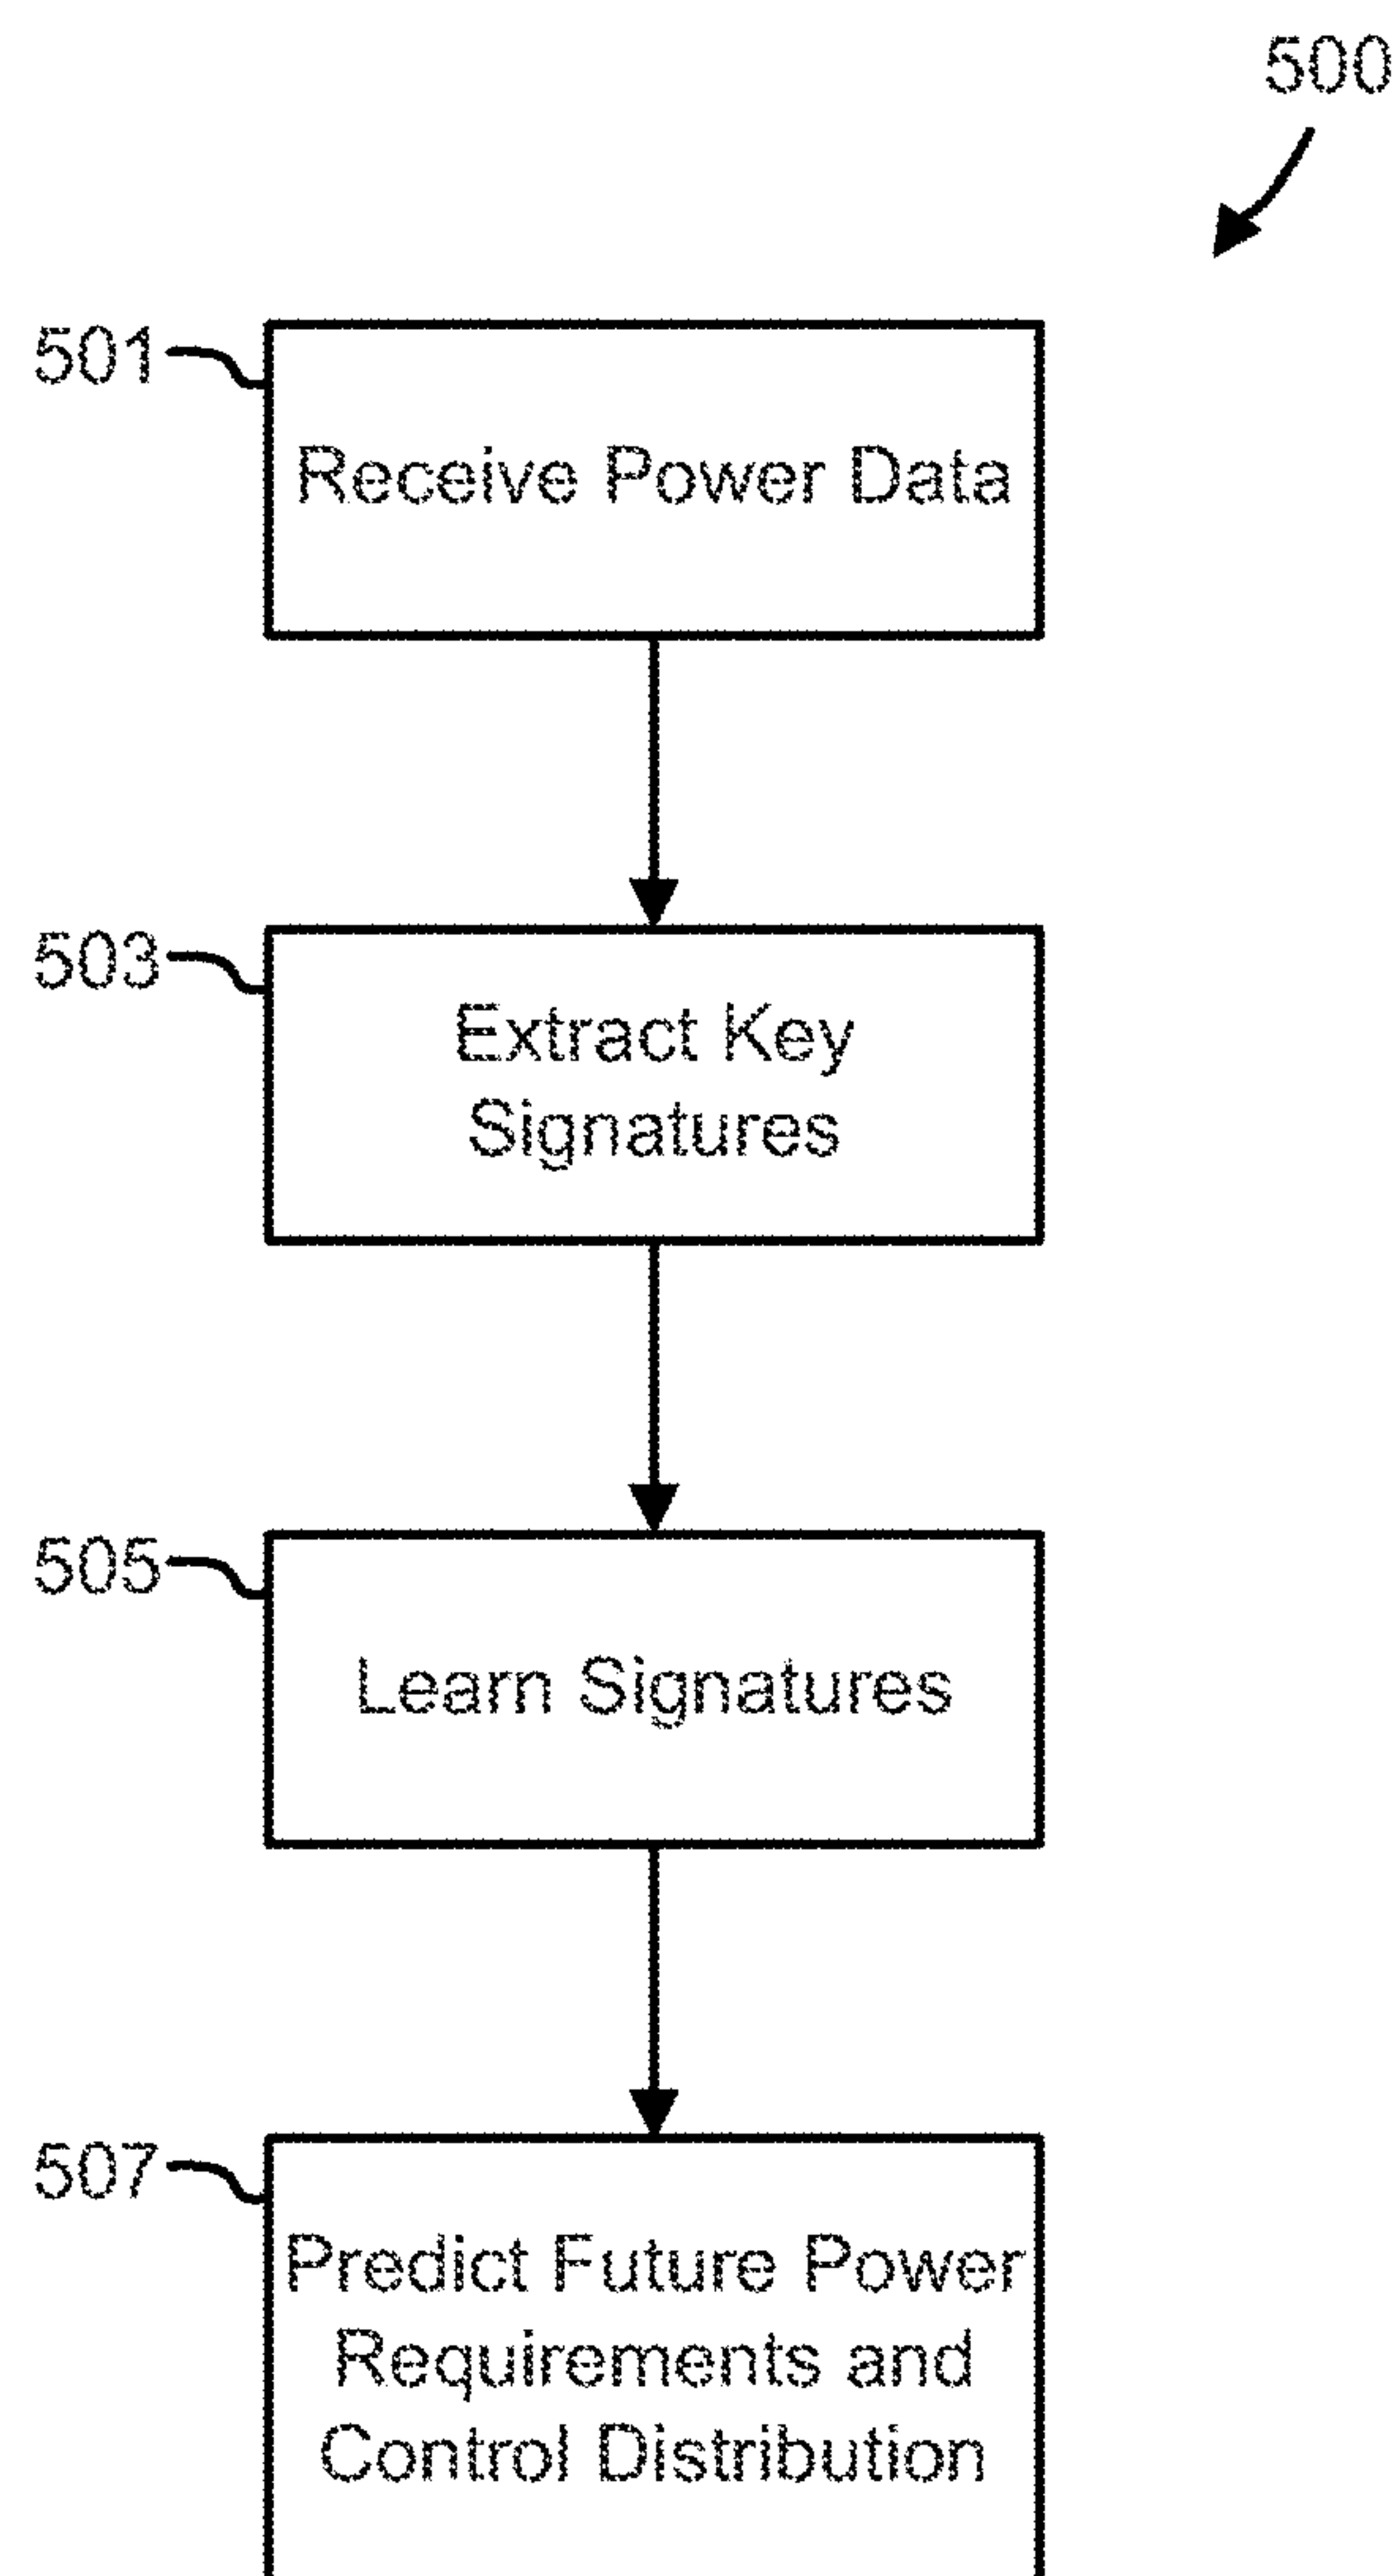 500
501
Receive Power Data
503
Extract Key
Signatures
505
Learn Signatures
507
Predict Future Power
Requirements and
Control Distribution